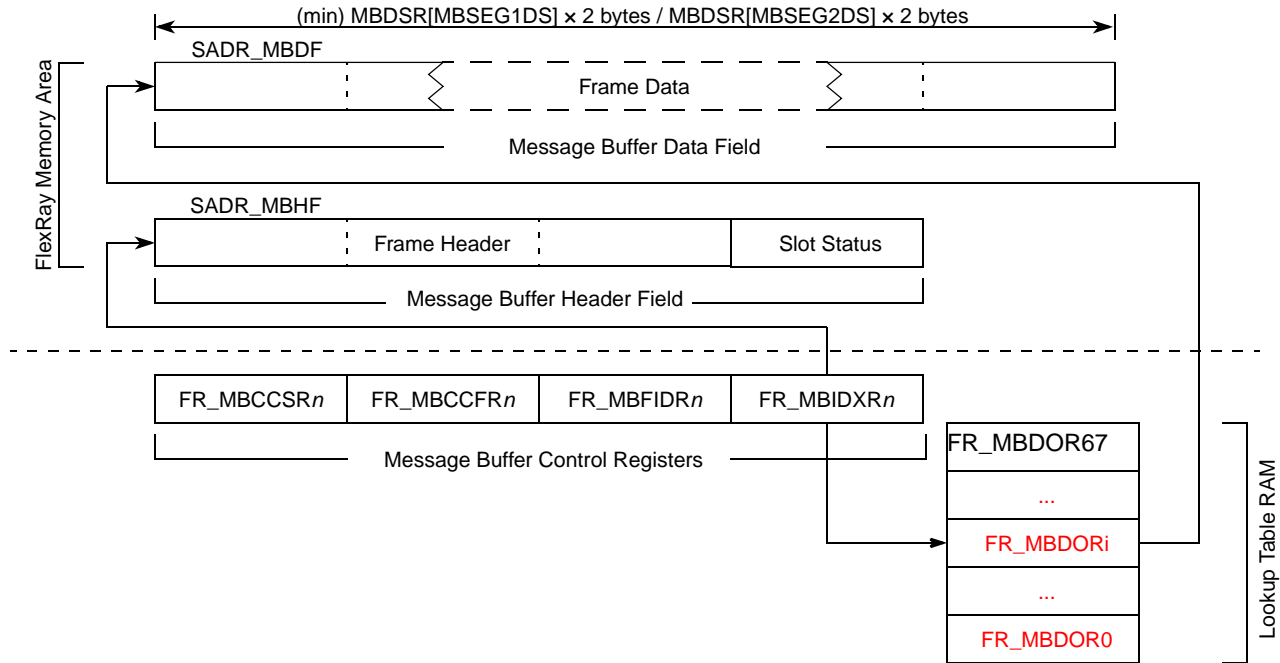 (min) MBDSR[MBSEG1DS] × 2 bytes / MBDSR[MBSEG2DS] × 2 bytes
SADR_MBDF
Frame Data
Message Buffer Data Field
FlexRay Memory Area
SADR_MBHF
Frame Header
Slot Status
Message Buffer Header Field
FR_MBCCSRn
FR_MBCCFRn
FR_MBFIDRn
FR_MBIDXRn
Message Buffer Control Registers
FR_MBDOR67
...
FR_MBDORi
...
FR_MBDOR0
Lookup Table RAM